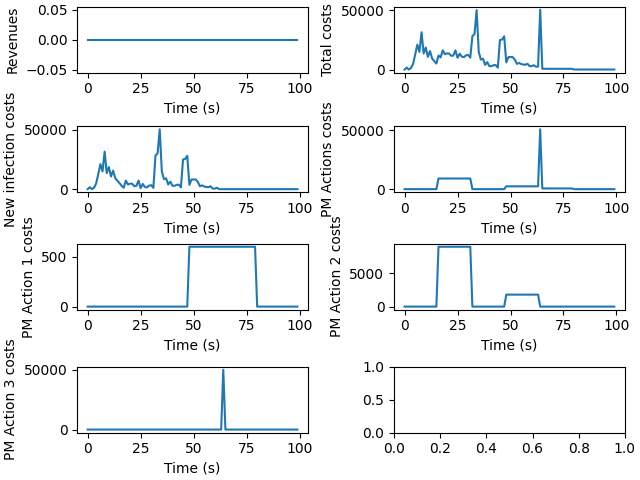 Revenues
0.05
0.00
−0.05
0 25 50 75 100
Time (s)
Total costs
50000
0
0 25 50 75 100
Time (s)
New infection costs
50000
0
0 25 50 75 100
Time (s)
PM Actions costs
50000
0
0 25 50 75 100
Time (s)
PM Action 1 costs
500
0
0 25 50 75 100
Time (s)
PM Action 2 costs
5000
0
0 25 50 75 100
Time (s)
PM Action 3 costs
50000
0
0 25 50 75 100
Time (s)
1.0
0.5
0.0
0.0 0.2 0.4 0.6 0.8 1.0